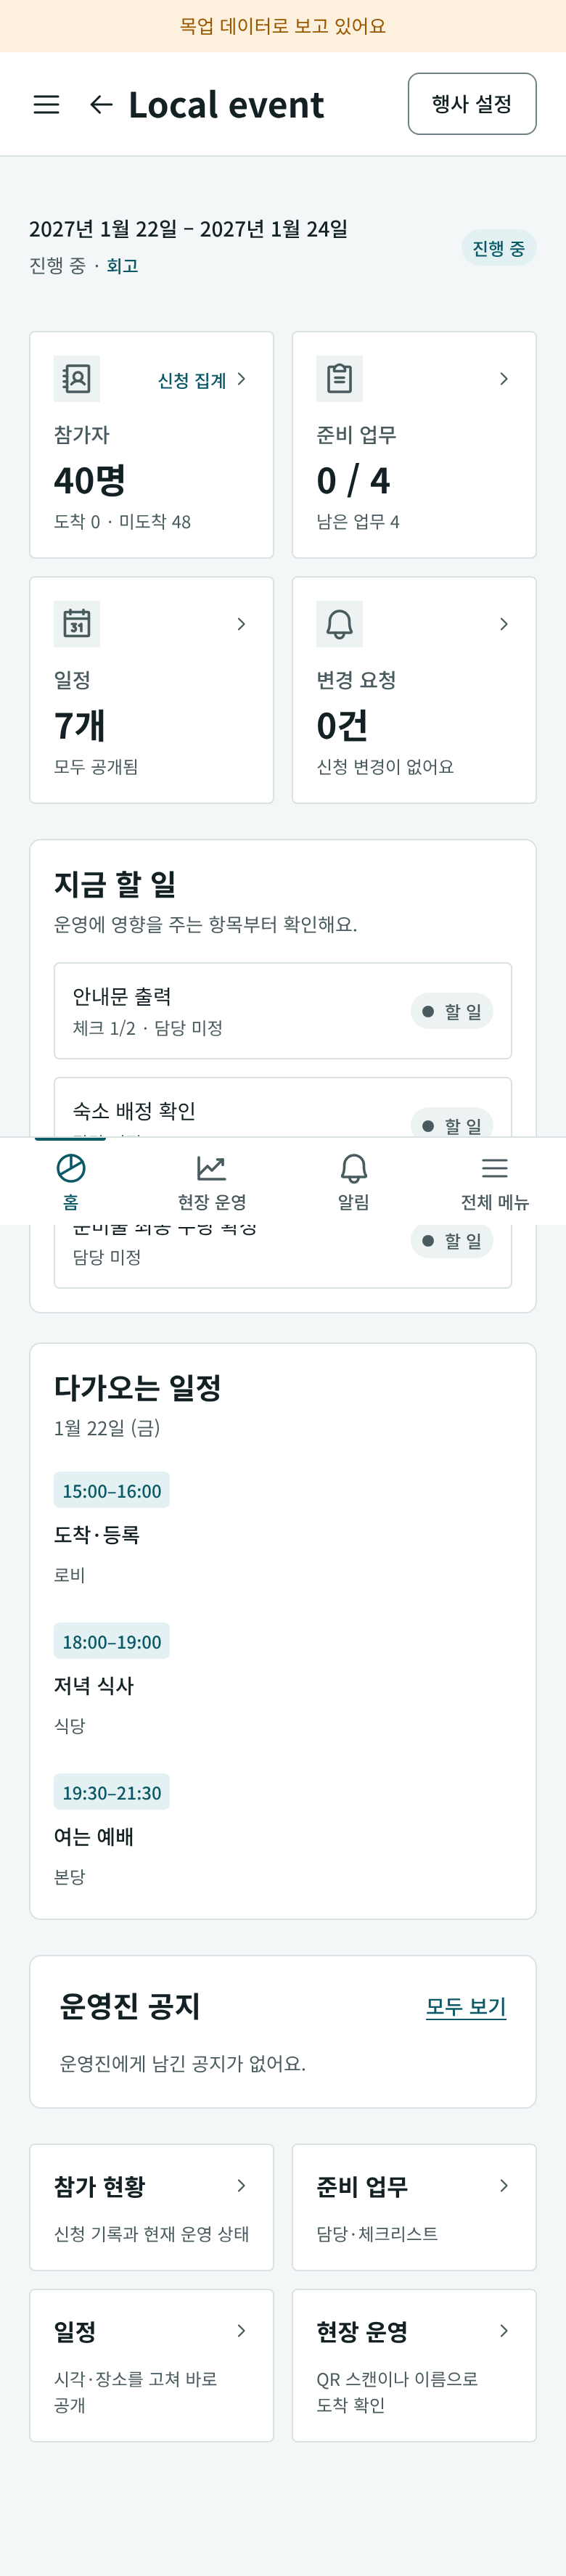 목업 데이터로 보고 있어요
Local event
행사 설정
2027년 1월 22일 – 2027년 1월 24일
진행 중 · 회고
진행 중
신청 집계
참가자
40명
도착 0 · 미도착 48
준비 업무
0 / 4
남은 업무 4
31
일정
7개
모두 공개됨
변경 요청
0건
신청 변경이 없어요
지금 할 일
운영에 영향을 주는 항목부터 확인해요.
안내문 출력
체크 1/2 · 담당 미정
할 일
숙소 배정 확인
할 일
홈
현장 운영
알림
전체 메뉴
담당 미정
할 일
다가오는 일정
1월 22일 (금)
15:00–16:00
도착·등록
로비
18:00–19:00
저녁 식사
식당
19:30–21:30
여는 예배
본당
운영진 공지
모두 보기
운영진에게 남긴 공지가 없어요.
참가 현황
신청 기록과 현재 운영 상태
준비 업무
담당·체크리스트
일정
시각·장소를 고쳐 바로
공개
현장 운영
QR 스캔이나 이름으로
도착 확인